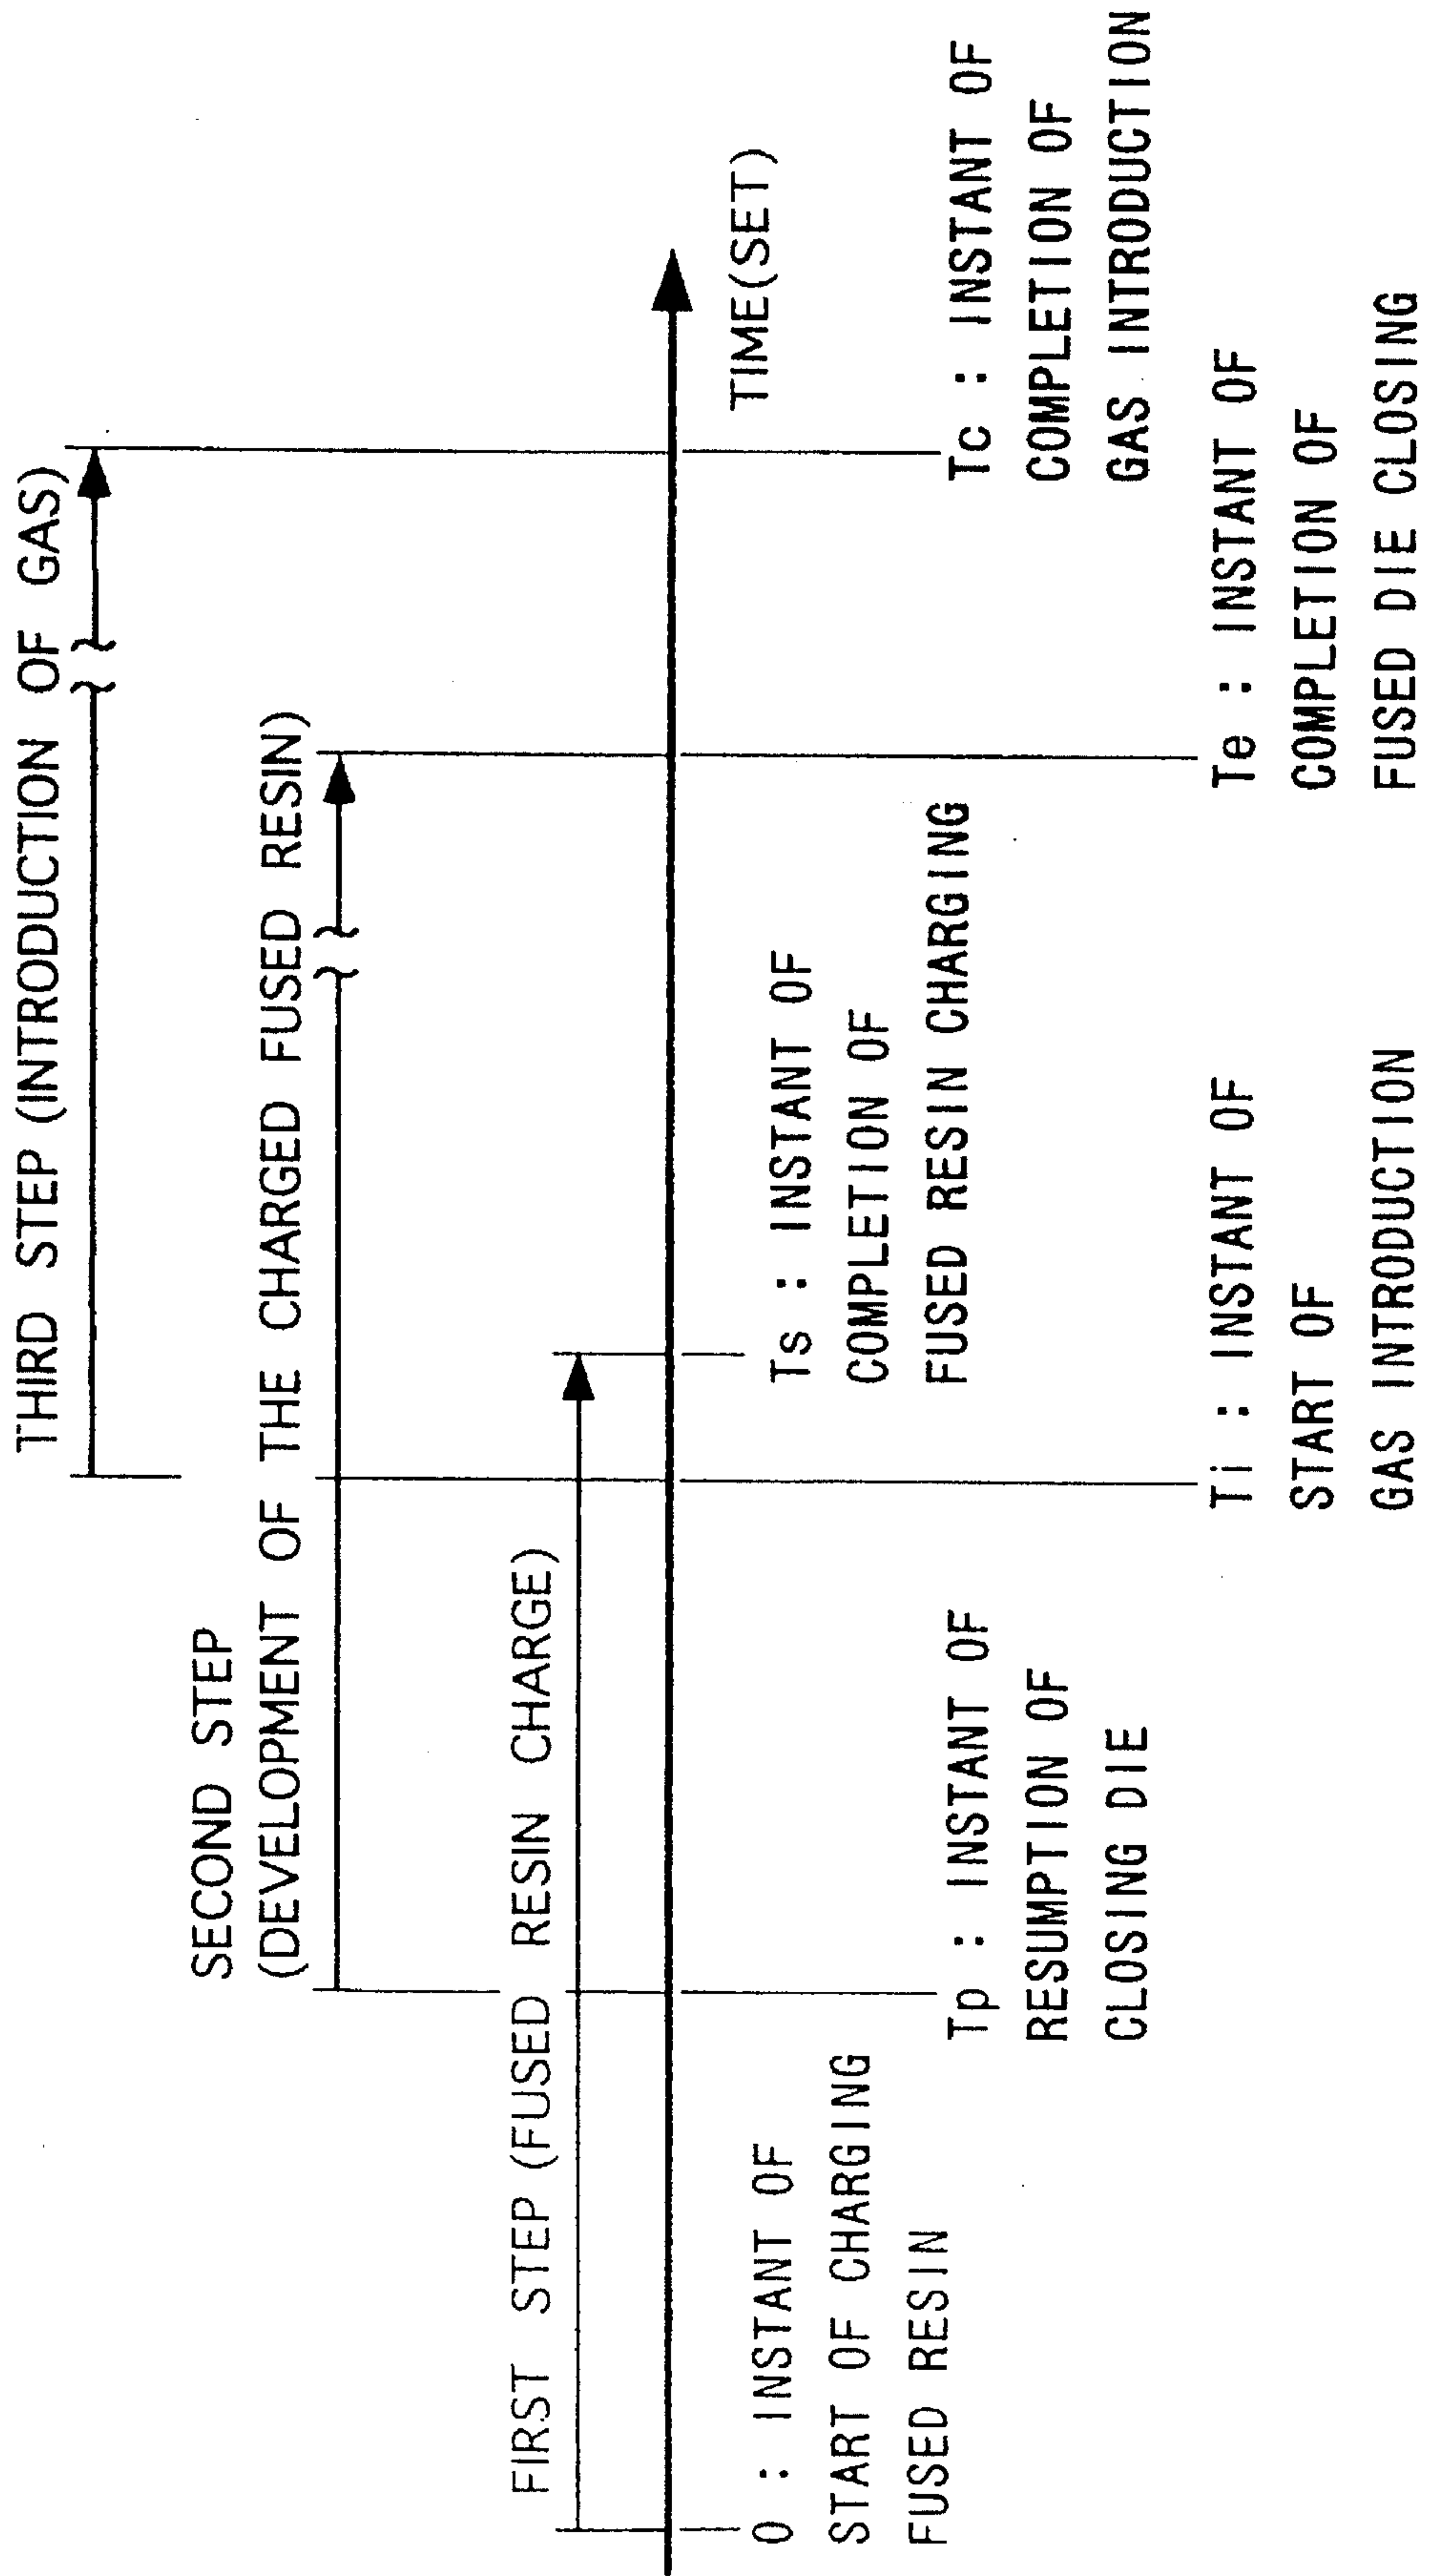 THIRD STEP (INTRODUCTION OF GAS)
SECOND STEP
(DEVELOPMENT OF THE CHARGED FUSED RESIN)
FIRST STEP (FUSED RESIN CHARGE)
TIME(SET)
0 : INSTANT OF
START OF CHARGING
FUSED RESIN
Tp : INSTANT OF
RESUMPTION OF
CLOSING DIE
Ti : INSTANT OF
START OF
GAS INTRODUCTION
Ts : INSTANT OF
COMPLETION OF
FUSED RESIN CHARGING
Te : INSTANT OF
COMPLETION OF
FUSED DIE CLOSING
Tc : INSTANT OF
COMPLETION OF
GAS INTRODUCTION